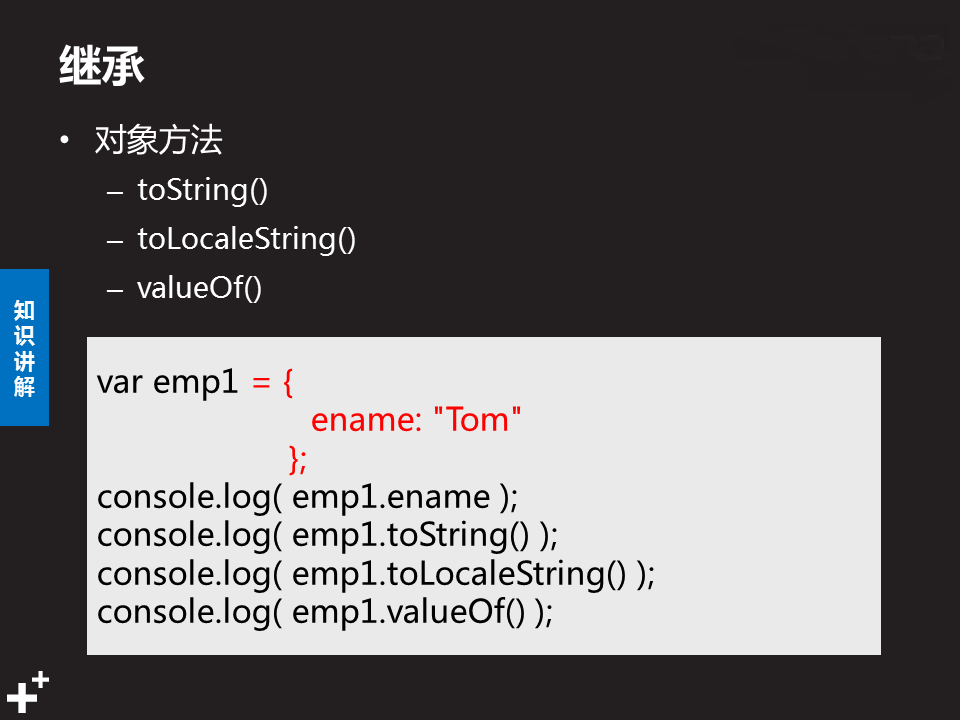 继承
• 对象方法
– toString()
– toLocaleString()
– valueOf()
知
识
讲
解
var emp1 = {
ename: "Tom"
};
console.log( emp1.ename );
console.log( emp1.toString() );
console.log( emp1.toLocaleString() );
console.log( emp1.valueOf() );